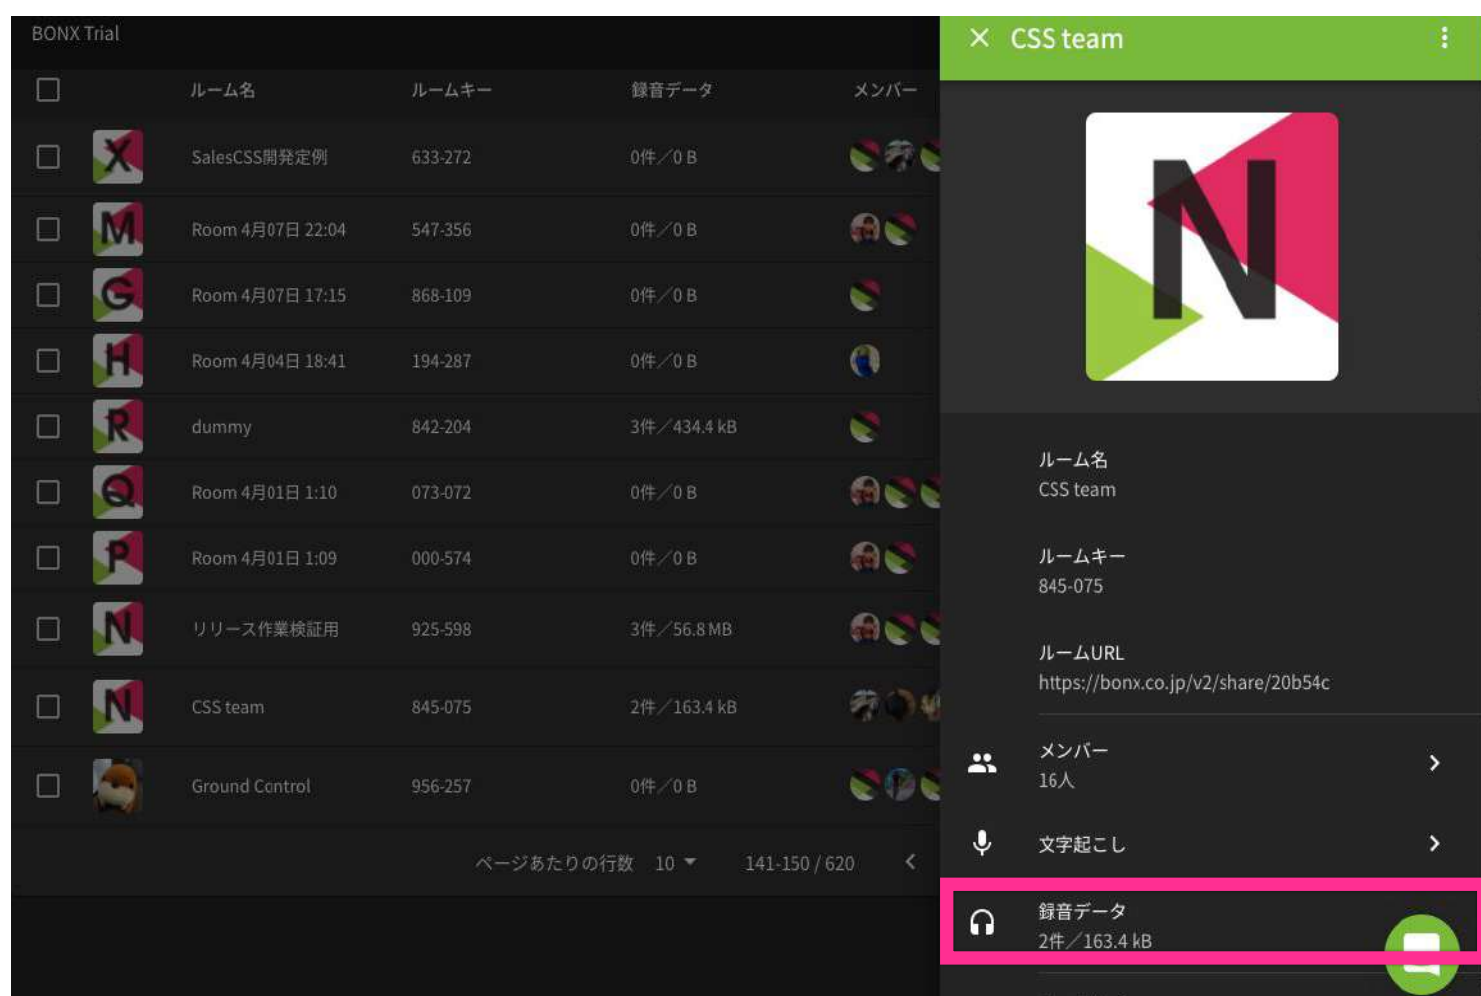 BONX Trial
ルーム名 ルームキー 録音データ メンバー
X SalesCSS開発定例 633-272 0件／0 B
M Room 4月07日 22:04 547-356 0件／0 B
G Room 4月07日 17:15 868-109 0件／0 B
H Room 4月04日 18:41 194-287 0件／0 B
R dummy 842-204 3件／434.4 kB
Q Room 4月01日 1:10 073-072 0件／0 B
P Room 4月01日 1:09 000-574 0件／0 B
N リリース作業検証用 925-598 3件／56.8 MB
N CSS team 845-075 2件／163.4 kB
Ground Control 956-257 0件／0 B
ページあたりの行数 10 141-150 / 620
CSS team
N
ルーム名
CSS team
ルームキー
845-075
ルームURL
https://bonx.co.jp/v2/share/20b54c
メンバー
16人
文字起こし
録音データ
2件／163.4 kB